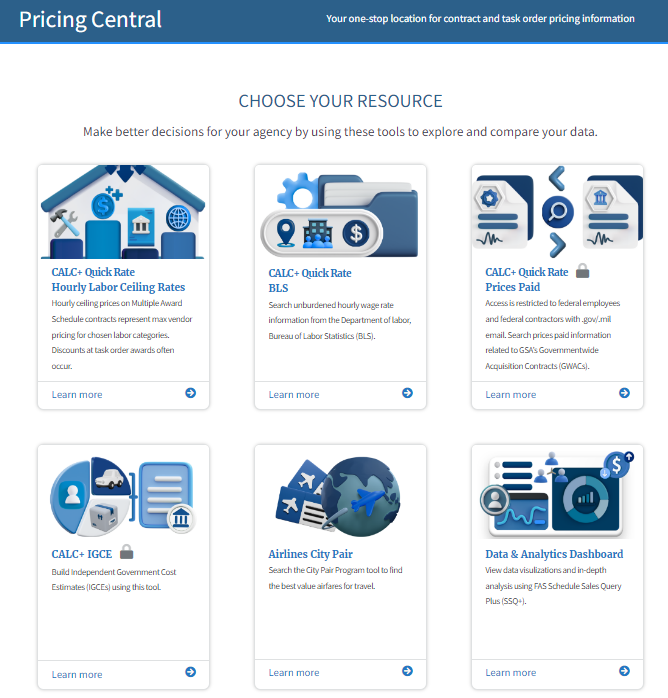 Pricing Central
Your one-stop location for contract and task order pricing information
CHOOSE YOUR RESOURCE
Make better decisions for your agency by using these tools to explore and compare your data.
CALC+ Quick Rate
Hourly Labor Ceiling Rates
Hourly ceiling prices on Multiple Award
Schedule contracts represent max vendor
pricing for chosen labor categories.
Discounts at task order awards often
occur.
Learn more
CALC+ Quick Rate
BLS
Search unburdened hourly wage rate
information from the Department of labor,
Bureau of Labor Statistics (BLS).
Learn more
CALC+ Quick Rate
Prices Paid
Access is restricted to federal employees
and federal contractors with .gov/.mil
email. Search prices paid information
related to GSA's Governmentwide
Acquisition Contracts (GWACs).
Learn more
CALC+ IGCE
Build Independent Government Cost
Estimates (IGCEs) using this tool.
Learn more
Airlines City Pair
Search the City Pair Program tool to find
the best value airfares for travel.
Learn more
Data & Analytics Dashboard
View data visulizations and in-depth
analysis using FAS Schedule Sales Query
Plus (SSQ+).
Learn more